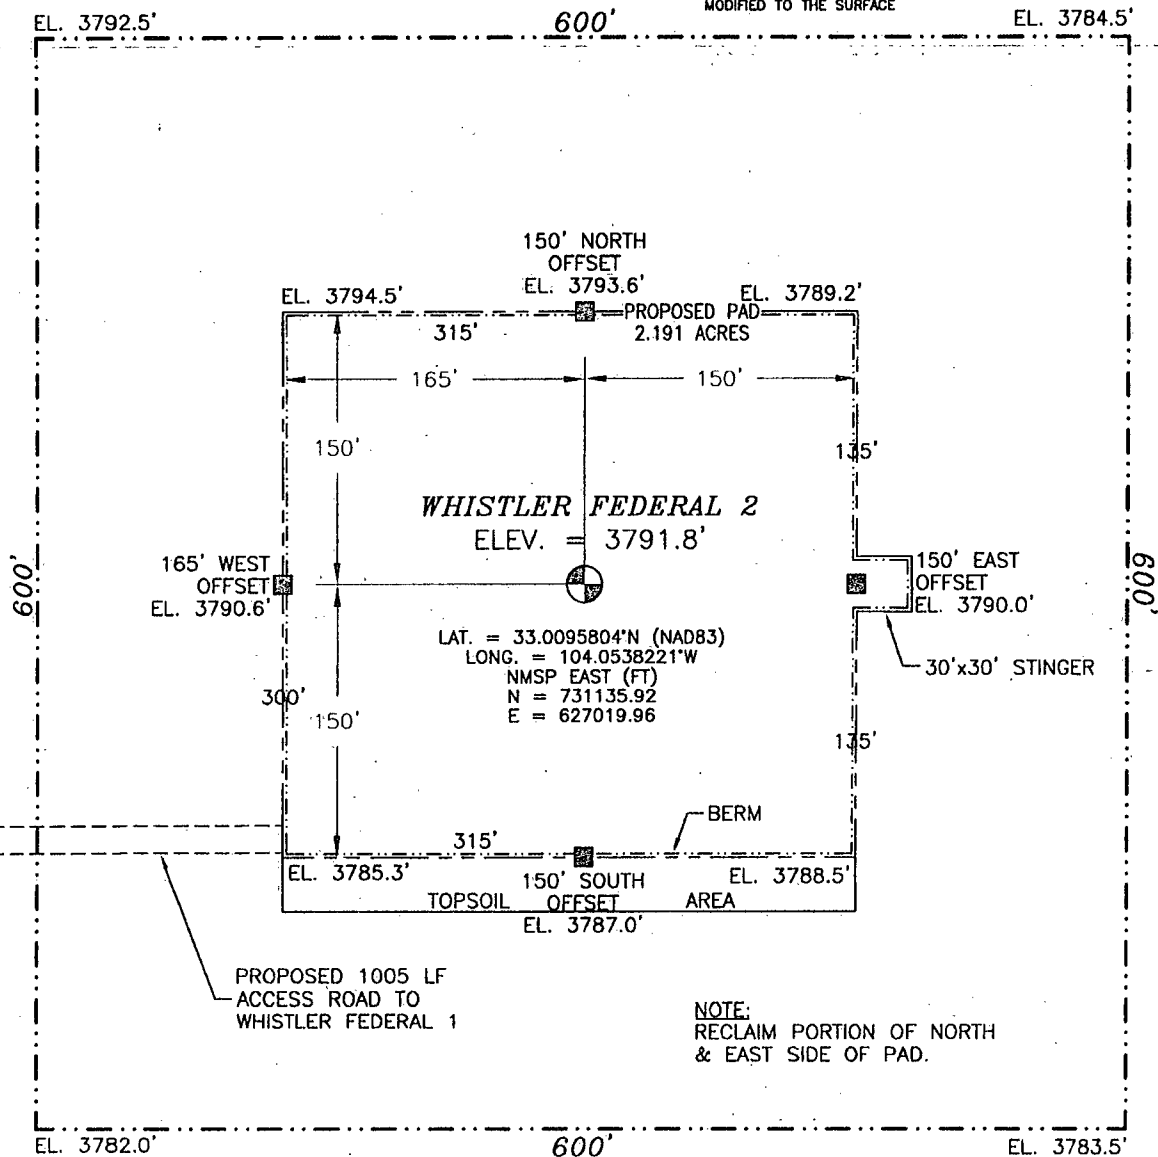 MODIFIED TO THE SURFACE
EL. 3792.5'
600'
EL. 3784.5'
150' NORTH
OFFSET
EL. 3793.6'
EL. 3794.5'
EL. 3789.2'
315'
PROPOSED PAD
2.191 ACRES
165'
150'
150'
135'
WHISTLER FEDERAL 2
ELEV. = 3791.8'
600'
165' WEST
OFFSET
EL. 3790.6'
150' EAST
OFFSET
EL. 3790.0'
600'
LAT. = 33.0095804°N (NAD83)
LONG. = 104.0538221°W
NMSP EAST (FT)
N = 731135.92
E = 627019.96
30'x30' STINGER
300'
150'
135'
BERM
315'
EL. 3785.3'
150' SOUTH
OFFSET
EL. 3787.0'
EL. 3788.5'
TOPSOIL AREA
PROPOSED 1005 LF
ACCESS ROAD TO
WHISTLER FEDERAL 1
NOTE:
RECLAIM PORTION OF NORTH
& EAST SIDE OF PAD.
EL. 3782.0'
600'
EL. 3783.5'